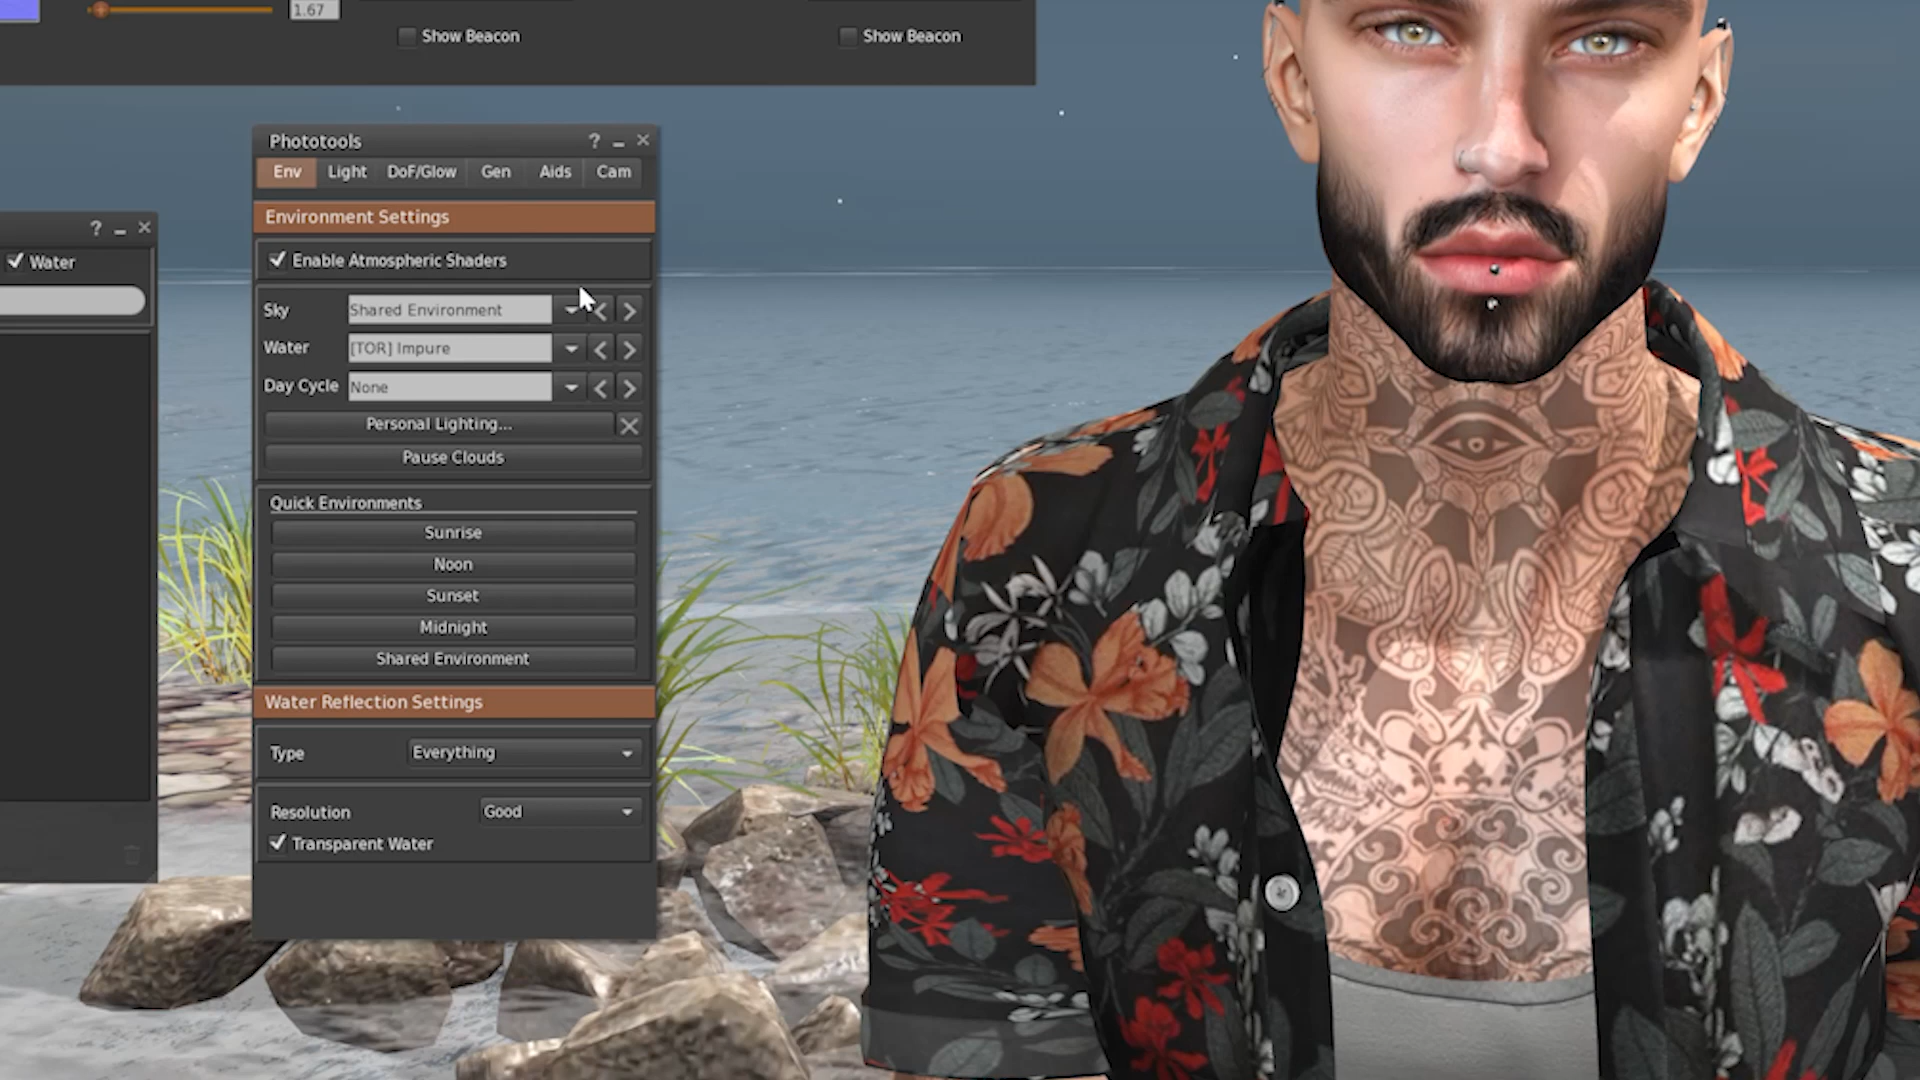 1.67
Show Beacon
Show Beacon
Phototools
Env Light DoF/Glow Gen Aids Cam
Environment Settings
Water
Enable Atmospheric Shaders
Sky Shared Environment
Water [TOR] Impure
Day Cycle None
Personal Lighting...
Pause Clouds
Quick Environments
Sunrise
Noon
Sunset
Midnight
Shared Environment
Water Reflection Settings
Type Everything
Resolution Good
Transparent Water